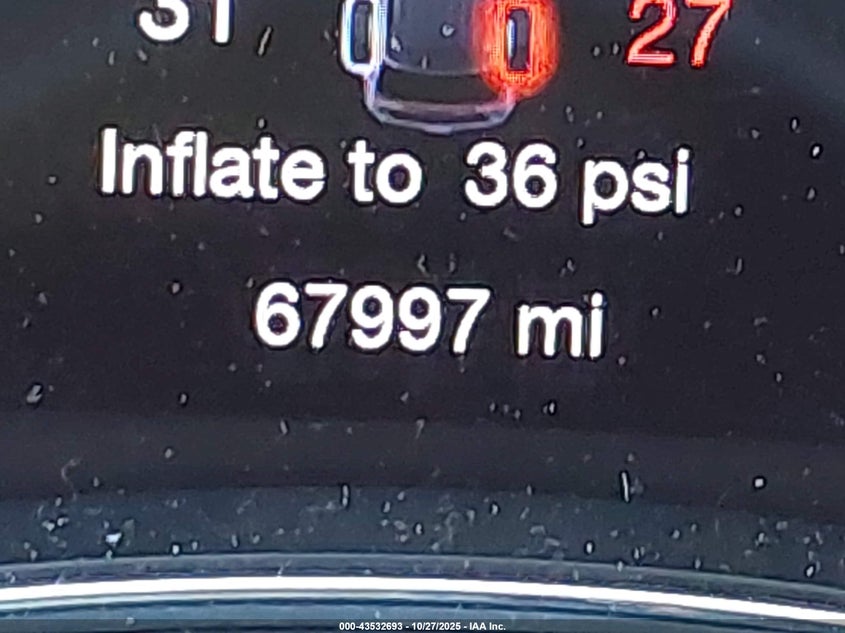 31 27
Inflate to 36 psi
67997 mi
000-43532693 - 10/27/2025 - IAA Inc.